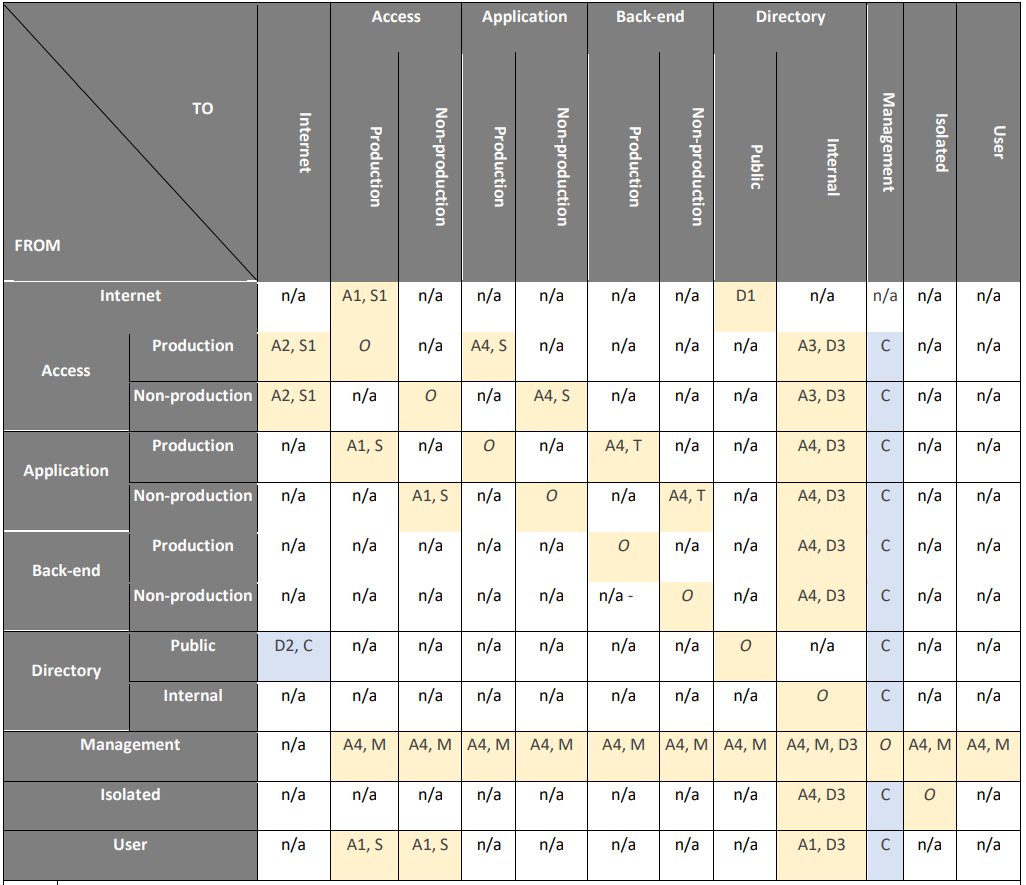 Access Application Back-end Directory
TO
Internet Production Non-production Production Non-production Production Non-production Public Internal Management Isolated User
FROM
Internet n/a A1, S1 n/a n/a n/a n/a n/a D1 n/a n/a n/a n/a
Access
Production A2, S1 O n/a A4, S n/a n/a n/a n/a A3, D3 C n/a n/a
Non-production A2, S1 n/a O n/a A4, S n/a n/a n/a A3, D3 C n/a n/a
Application
Production n/a A1, S n/a O n/a A4, T n/a n/a A4, D3 C n/a n/a
Non-production n/a n/a A1, S n/a O n/a A4, T n/a A4, D3 C n/a n/a
Back-end
Production n/a n/a n/a n/a n/a O n/a n/a A4, D3 C n/a n/a
Non-production n/a n/a n/a n/a n/a n/a - O n/a A4, D3 C n/a n/a
Directory
Public D2, C n/a n/a n/a n/a n/a n/a O n/a C n/a n/a
Internal n/a n/a n/a n/a n/a n/a n/a n/a O C n/a n/a
Management n/a A4, M A4, M A4, M A4, M A4, M A4, M A4, M A4, M, D3 O A4, M A4, M
Isolated n/a n/a n/a n/a n/a n/a n/a n/a A4, D3 C O n/a
User n/a A1, S A1, S n/a n/a n/a n/a n/a A1, D3 C n/a n/a